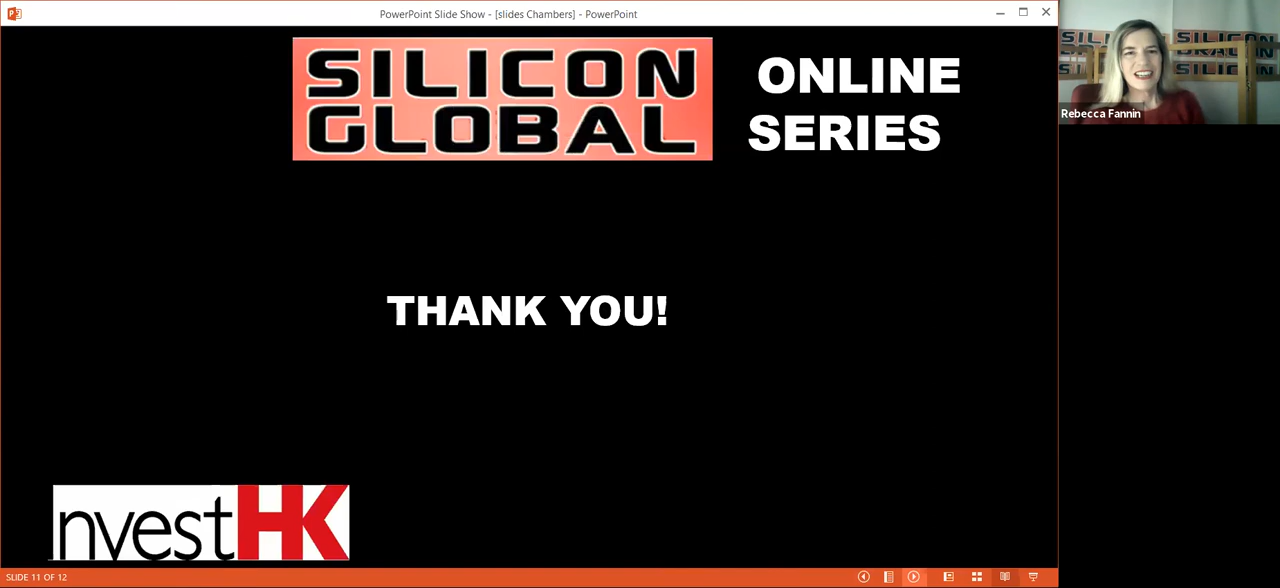 PowerPoint Slide Show - [slides Chambers] - PowerPoint
SILICON
GLOBAL
ONLINE
SERIES
THANK YOU!
nvestHK
SLIDE 11 OF 12
SILICON
Rebecca Fannin